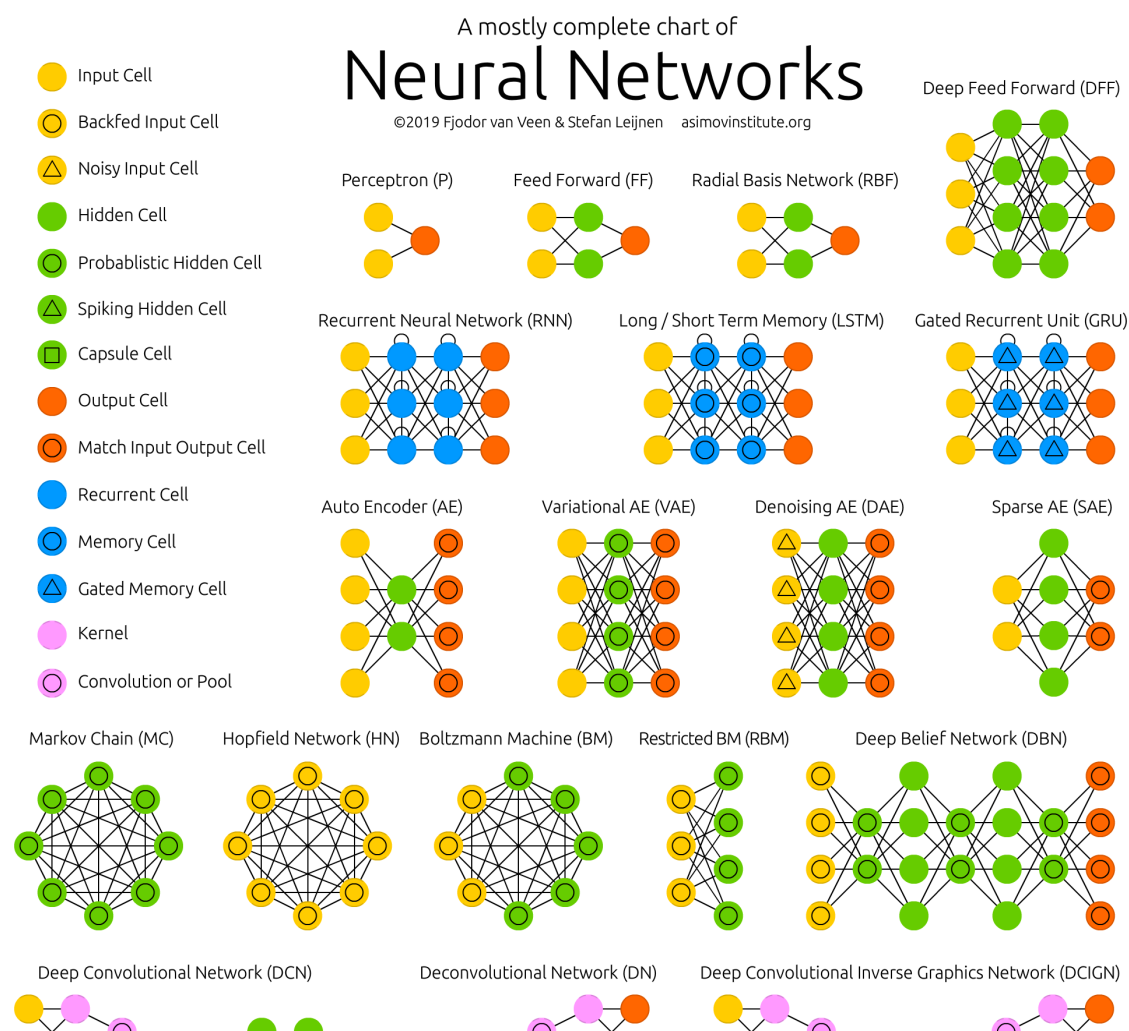 A mostly complete chart of
Neural Networks
©2019 Fjodor van Veen & Stefan Leijnen asimovinstitute.org
Input Cell
Backfed Input Cell
Noisy Input Cell
Hidden Cell
Probablistic Hidden Cell
Spiking Hidden Cell
Capsule Cell
Output Cell
Match Input Output Cell
Recurrent Cell
Memory Cell
Gated Memory Cell
Kernel
Convolution or Pool
Deep Feed Forward (DFF)
Perceptron (P)
Feed Forward (FF)
Radial Basis Network (RBF)
Recurrent Neural Network (RNN)
Long / Short Term Memory (LSTM)
Gated Recurrent Unit (GRU)
Auto Encoder (AE)
Variational AE (VAE)
Denoising AE (DAE)
Sparse AE (SAE)
Markov Chain (MC)
Hopfield Network (HN)
Boltzmann Machine (BM)
Restricted BM (RBM)
Deep Belief Network (DBN)
Deep Convolutional Network (DCN)
Deconvolutional Network (DN)
Deep Convolutional Inverse Graphics Network (DCIGN)